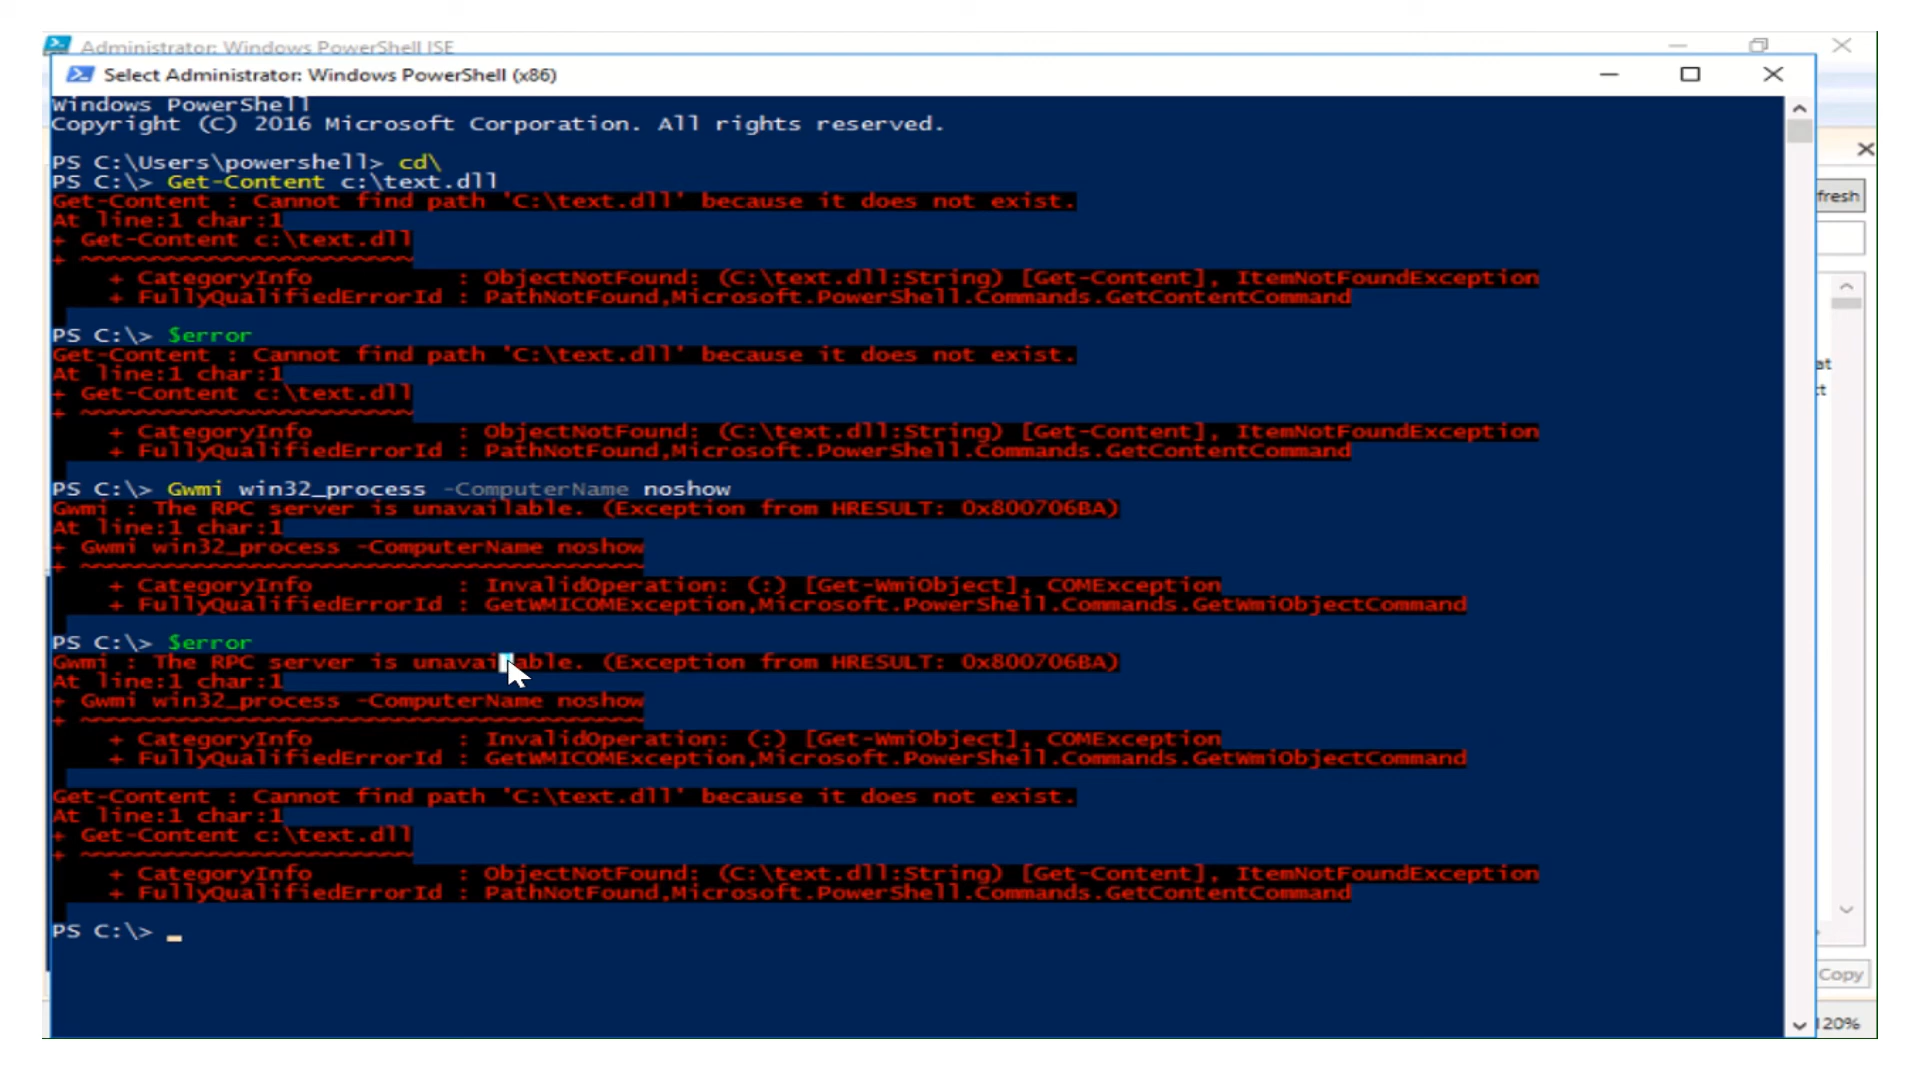 Administrator: Windows PowerShell ISE
Select Administrator: Windows PowerShell (x86)
Windows PowerShell
Copyright (C) 2016 Microsoft Corporation. All rights reserved.
PS C:\Users\powershell> cd\
PS C:\> Get-Content c:\text.dll
Get-Content : Cannot find path 'C:\text.dll' because it does not exist.
At line:1 char:1
+ Get-Content c:\text.dll
+ ~~~~~~~~~~~~~~~~~~~~~~~
+ CategoryInfo : ObjectNotFound: (C:\text.dll:String) [Get-Content], ItemNotFoundException
+ FullyQualifiedErrorId : PathNotFound,Microsoft.PowerShell.Commands.GetContentCommand
PS C:\> $error
Get-Content : Cannot find path 'C:\text.dll' because it does not exist.
At line:1 char:1
+ Get-Content c:\text.dll
+ ~~~~~~~~~~~~~~~~~~~~~~~
+ CategoryInfo : ObjectNotFound: (C:\text.dll:String) [Get-Content], ItemNotFoundException
+ FullyQualifiedErrorId : PathNotFound,Microsoft.PowerShell.Commands.GetContentCommand
PS C:\> Gwmi win32_process -ComputerName noshow
Gwmi : The RPC server is unavailable. (Exception from HRESULT: 0x800706BA)
At line:1 char:1
+ Gwmi win32_process -ComputerName noshow
+ ~~~~~~~~~~~~~~~~~~~~~~~~~~~~~~~~~~~~~~~
+ CategoryInfo : InvalidOperation: (:) [Get-WmiObject], COMException
+ FullyQualifiedErrorId : GetWMICOMException,Microsoft.PowerShell.Commands.GetWmiObjectCommand
PS C:\> $error
Gwmi : The RPC server is unavailable. (Exception from HRESULT: 0x800706BA)
At line:1 char:1
+ Gwmi win32_process -ComputerName noshow
+ ~~~~~~~~~~~~~~~~~~~~~~~~~~~~~~~~~~~~~~~
+ CategoryInfo : InvalidOperation: (:) [Get-WmiObject], COMException
+ FullyQualifiedErrorId : GetWMICOMException,Microsoft.PowerShell.Commands.GetWmiObjectCommand
Get-Content : Cannot find path 'C:\text.dll' because it does not exist.
At line:1 char:1
+ Get-Content c:\text.dll
+ ~~~~~~~~~~~~~~~~~~~~~~~
+ CategoryInfo : ObjectNotFound: (C:\text.dll:String) [Get-Content], ItemNotFoundException
+ FullyQualifiedErrorId : PathNotFound,Microsoft.PowerShell.Commands.GetContentCommand
PS C:\> _
fresh
Copy
120%